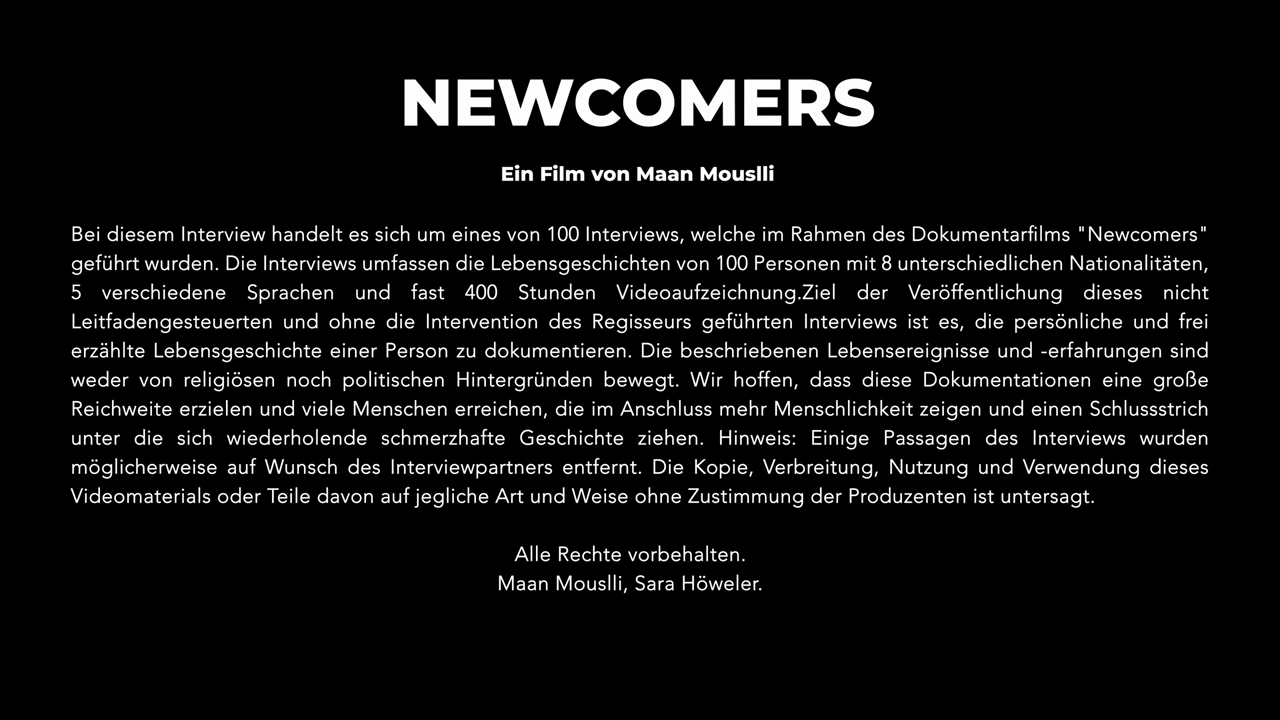 NEWCOMERS
Ein Film von Maan Mouslli
Bei diesem Interview handelt es sich um eines von 100 Interviews, welche im Rahmen des Dokumentarfilms "Newcomers"
geführt wurden. Die Interviews umfassen die Lebensgeschichten von 100 Personen mit 8 unterschiedlichen Nationalitäten,
5 verschiedene Sprachen und fast 400 Stunden Videoaufzeichnung.Ziel der Veröffentlichung dieses nicht
Leitfadengesteuerten und ohne die Intervention des Regisseurs geführten Interviews ist es, die persönliche und frei
erzählte Lebensgeschichte einer Person zu dokumentieren. Die beschriebenen Lebensereignisse und -erfahrungen sind
weder von religiösen noch politischen Hintergründen bewegt. Wir hoffen, dass diese Dokumentationen eine große
Reichweite erzielen und viele Menschen erreichen, die im Anschluss mehr Menschlichkeit zeigen und einen Schlussstrich
unter die sich wiederholende schmerzhafte Geschichte ziehen. Hinweis: Einige Passagen des Interviews wurden
möglicherweise auf Wunsch des Interviewpartners entfernt. Die Kopie, Verbreitung, Nutzung und Verwendung dieses
Videomaterials oder Teile davon auf jegliche Art und Weise ohne Zustimmung der Produzenten ist untersagt.
Alle Rechte vorbehalten.
Maan Mouslli, Sara Höweler.